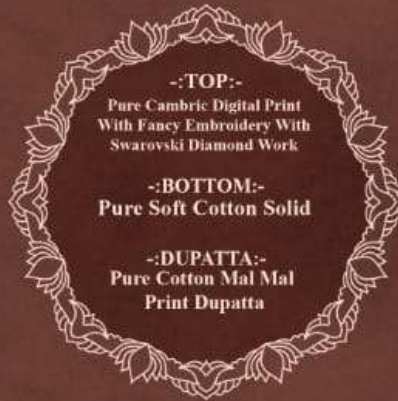 -:TOP:-
Pure Cambric Digital Print
With Fancy Embroidery With
Swarovski Diamond Work
-:BOTTOM:-
Pure Soft Cotton Solid
-:DUPATTA:-
Pure Cotton Mal Mal
Print Dupatta